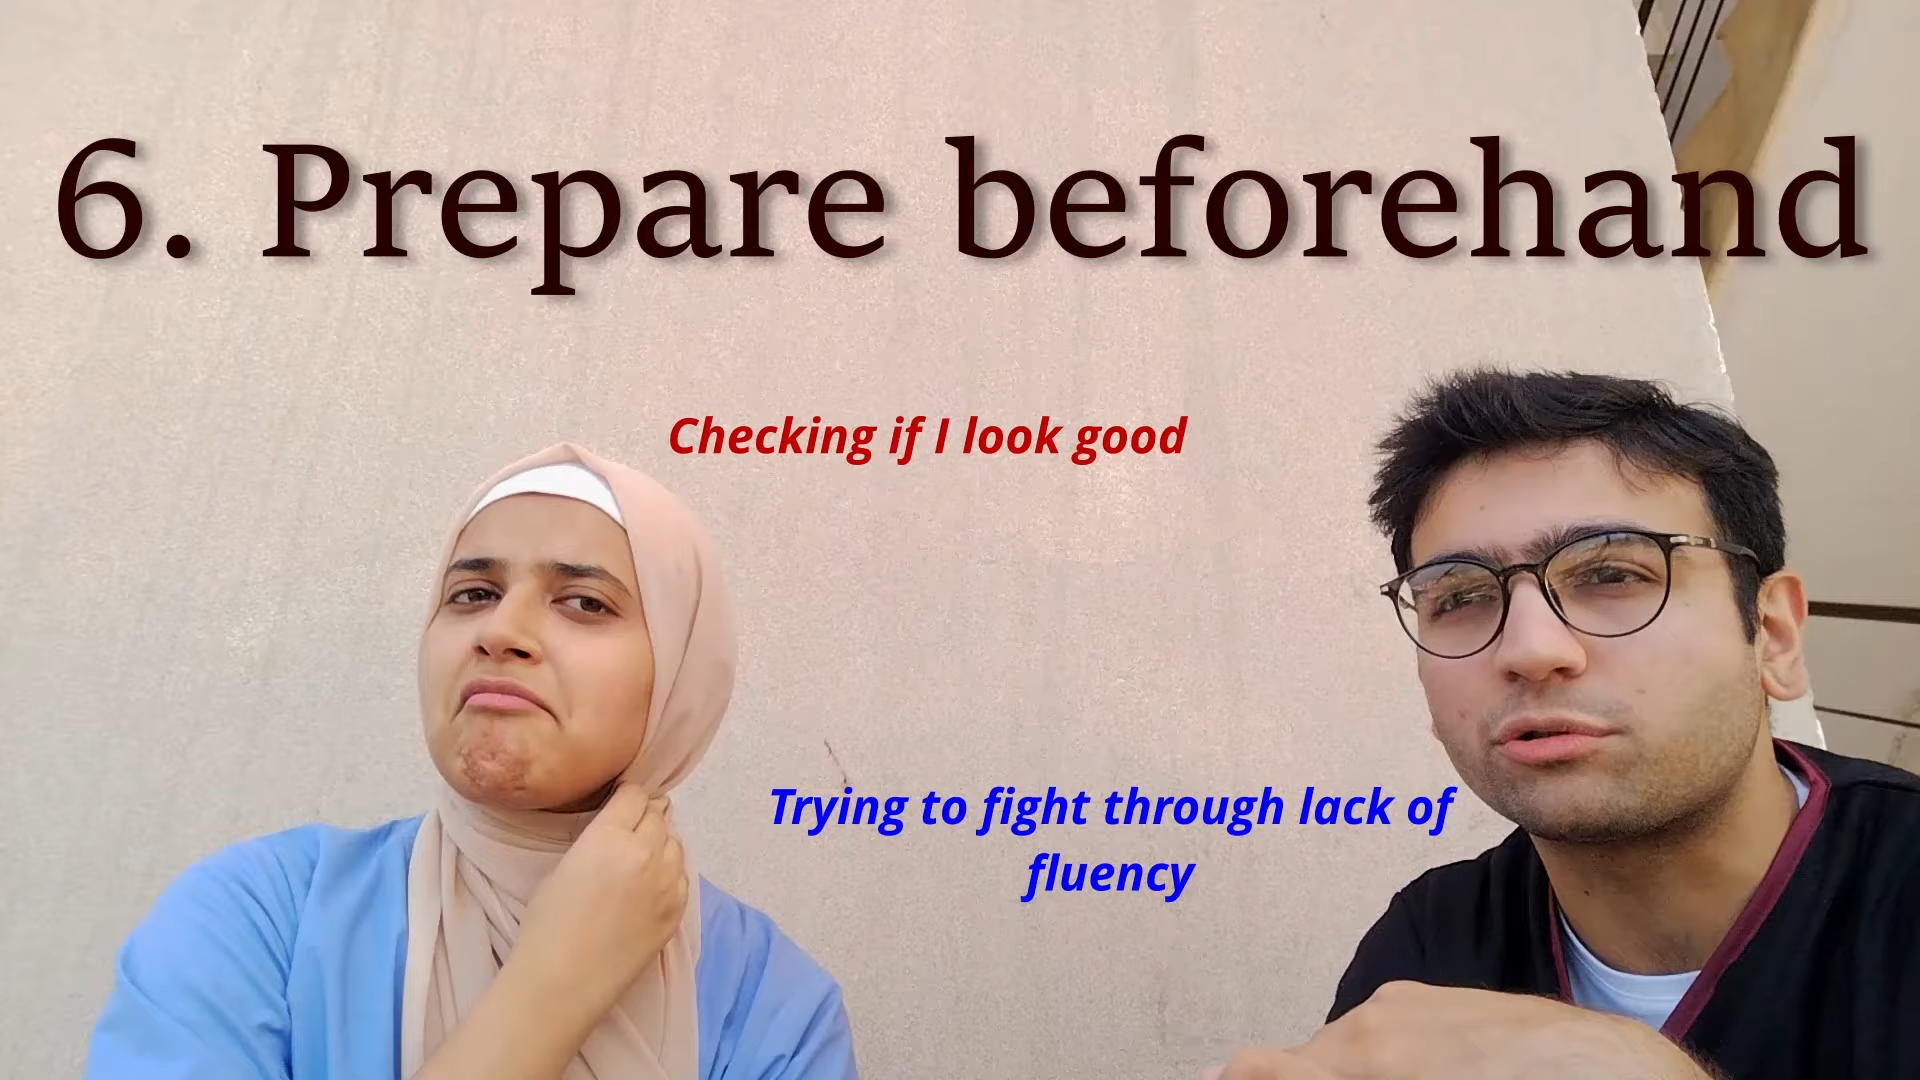 6. Prepare beforehand
Checking if I look good
Trying to fight through lack of
fluency